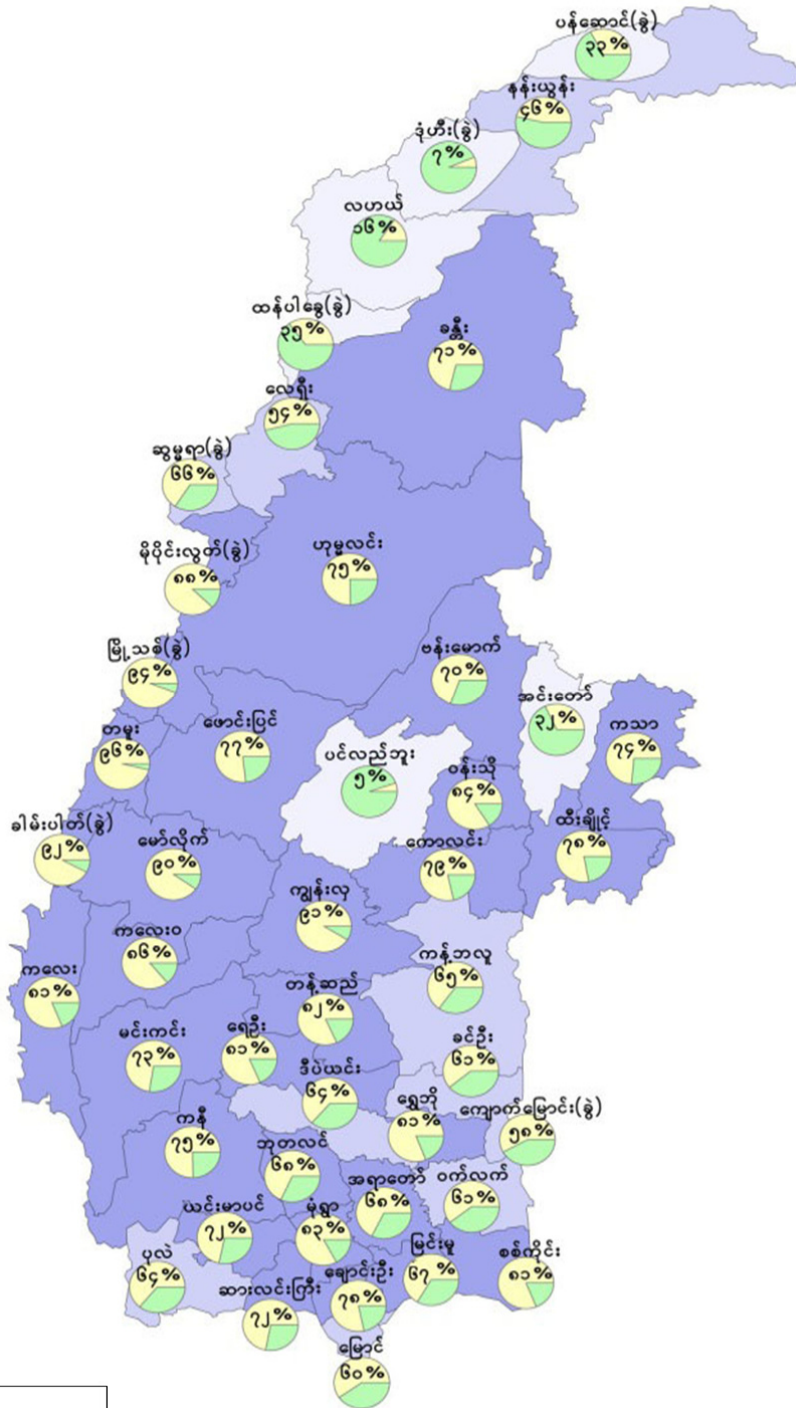 ပန်ဆောင်(ခွဲ)
၃၃%
နန်းယွန်း
၄၆%
ဒုံဟီး(ခွဲ)
၇%
လဟယ်
၁၆%
ထန်ပါခွေ(ခွဲ)
၃၅%
ခန္တီး
၇၁%
လေရှီး
၅၄%
ဆွမ္မရာ(ခွဲ)
၆၆%
မိုပိုင်းလွတ်(ခွဲ)
၈၈%
ဟုမ္မလင်း
၇၅%
မြို့သစ်(ခွဲ)
၉၄%
ဗန်းမောက်
၇၀%
အင်းတော်
၃၂%
ကသာ
၇၄%
တမူး
၉၆%
ဖောင်းပြင်
၇၇%
ပင်လည်ဘူး
၅%
ဝန်းသို
၈၄%
ထီးချိုင့်
၇၈%
ခါမ်းပါတ်(ခွဲ)
၉၂%
မော်လိုက်
၉၀%
ကောလင်း
၇၉%
ကျွန်းလှ
၉၁%
ကလေးဝ
၈၆%
ကန့်ဘလူ
၆၅%
ကလေး
၈၁%
တန့်ဆည်
၈၂%
မင်းကင်း
၇၃%
ရေဦး
၈၁%
ခင်ဦး
၆၁%
ဒီပဲယင်း
၆၄%
ရွှေဘို
၈၁%
ကျောက်မြောင်း(ခွဲ)
၅၈%
ကနီ
၇၅%
ဘုတလင်
၆၈%
အရာတော်
၆၈%
ဝက်လက်
၆၁%
ယင်းမာပင်
၇၂%
မုံရွာ
၈၃%
မြင်းမူ
၆၇%
စစ်ကိုင်း
၈၁%
ပုလဲ
၆၄%
ဆားလင်းကြီး
၇၂%
ချောင်းဦး
၇၈%
မြောင်
၆၀%